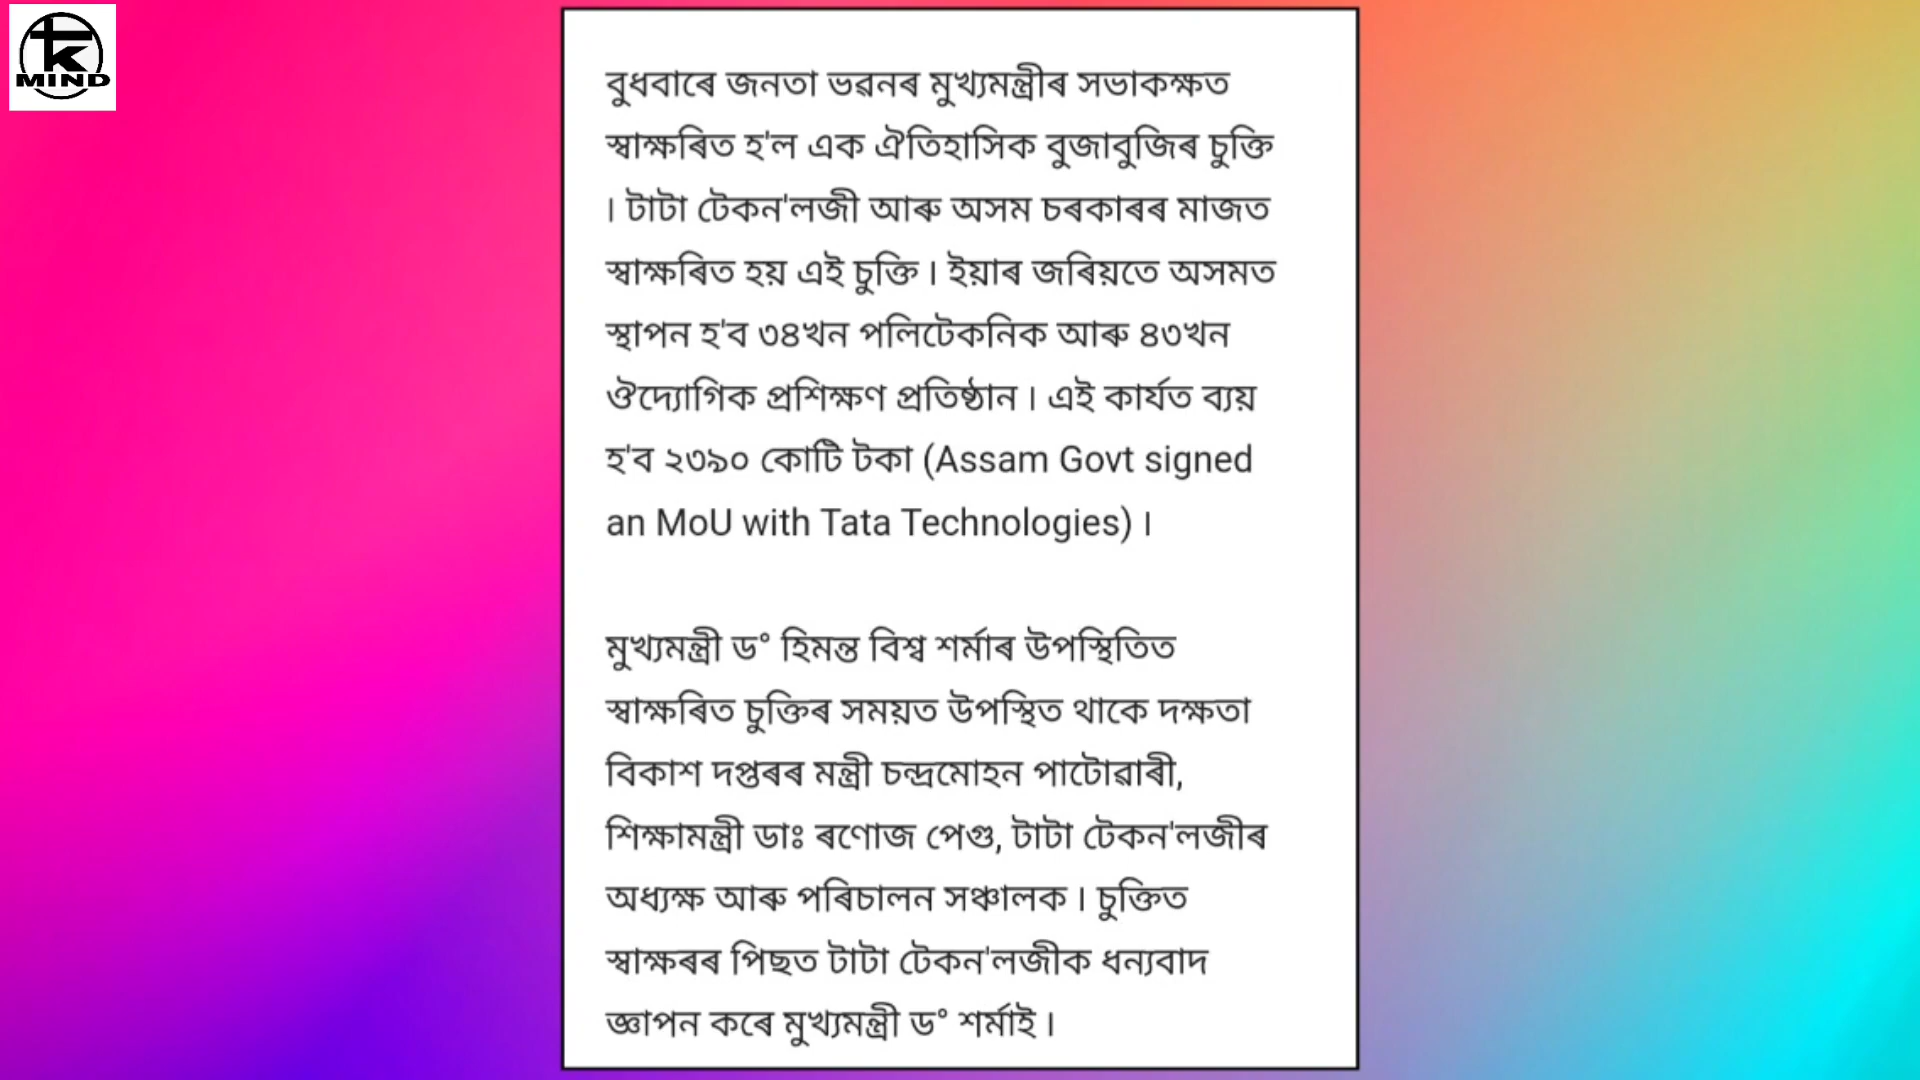 k
MIND
বুধবাৰে জনতা ভৱনৰ মুখ্যমন্ত্ৰীৰ সভাকক্ষত
স্বাক্ষৰিত হ'ল এক ঐতিহাসিক বুজাবুজিৰ চুক্তি
। টাটা টেকন'লজী আৰু অসম চৰকাৰৰ মাজত
স্বাক্ষৰিত হয় এই চুক্তি । ইয়াৰ জৰিয়তে অসমত
স্থাপন হ'ব ৩৪খন পলিটেকনিক আৰু ৪৩খন
ঔদ্যোগিক প্ৰশিক্ষণ প্ৰতিষ্ঠান । এই কাৰ্যত ব্যয়
হ'ব ২৩৯০ কোটি টকা (Assam Govt signed
an MoU with Tata Technologies) ।
মুখ্যমন্ত্ৰী ড° হিমন্ত বিশ্ব শৰ্মাৰ উপস্থিতিত
স্বাক্ষৰিত চুক্তিৰ সময়ত উপস্থিত থাকে দক্ষতা
বিকাশ দপ্তৰৰ মন্ত্ৰী চন্দ্ৰমোহন পাটোৱাৰী,
শিক্ষামন্ত্ৰী ডাঃ ৰণোজ পেগু, টাটা টেকন'লজীৰ
অধ্যক্ষ আৰু পৰিচালন সঞ্চালক । চুক্তিত
স্বাক্ষৰৰ পিছত টাটা টেকন'লজীক ধন্যবাদ
জ্ঞাপন কৰে মুখ্যমন্ত্ৰী ড° শৰ্মাই ।